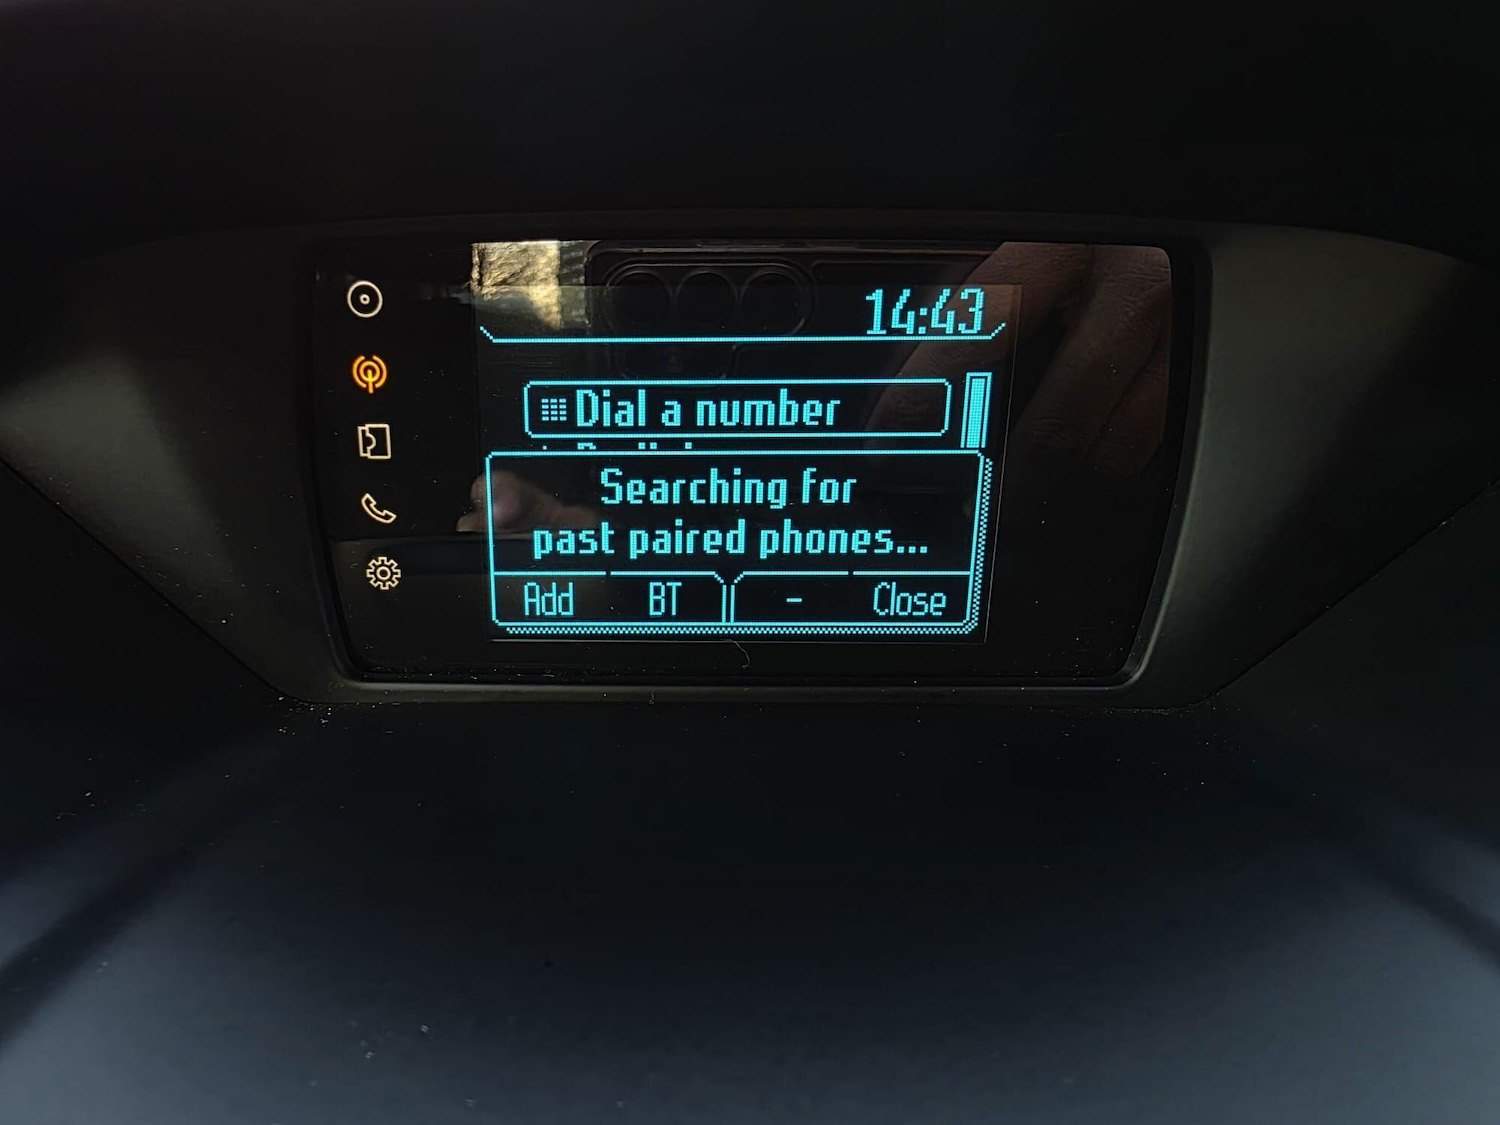 14:43
Dial a number
Searching for
past paired phones...
Add BT - Close